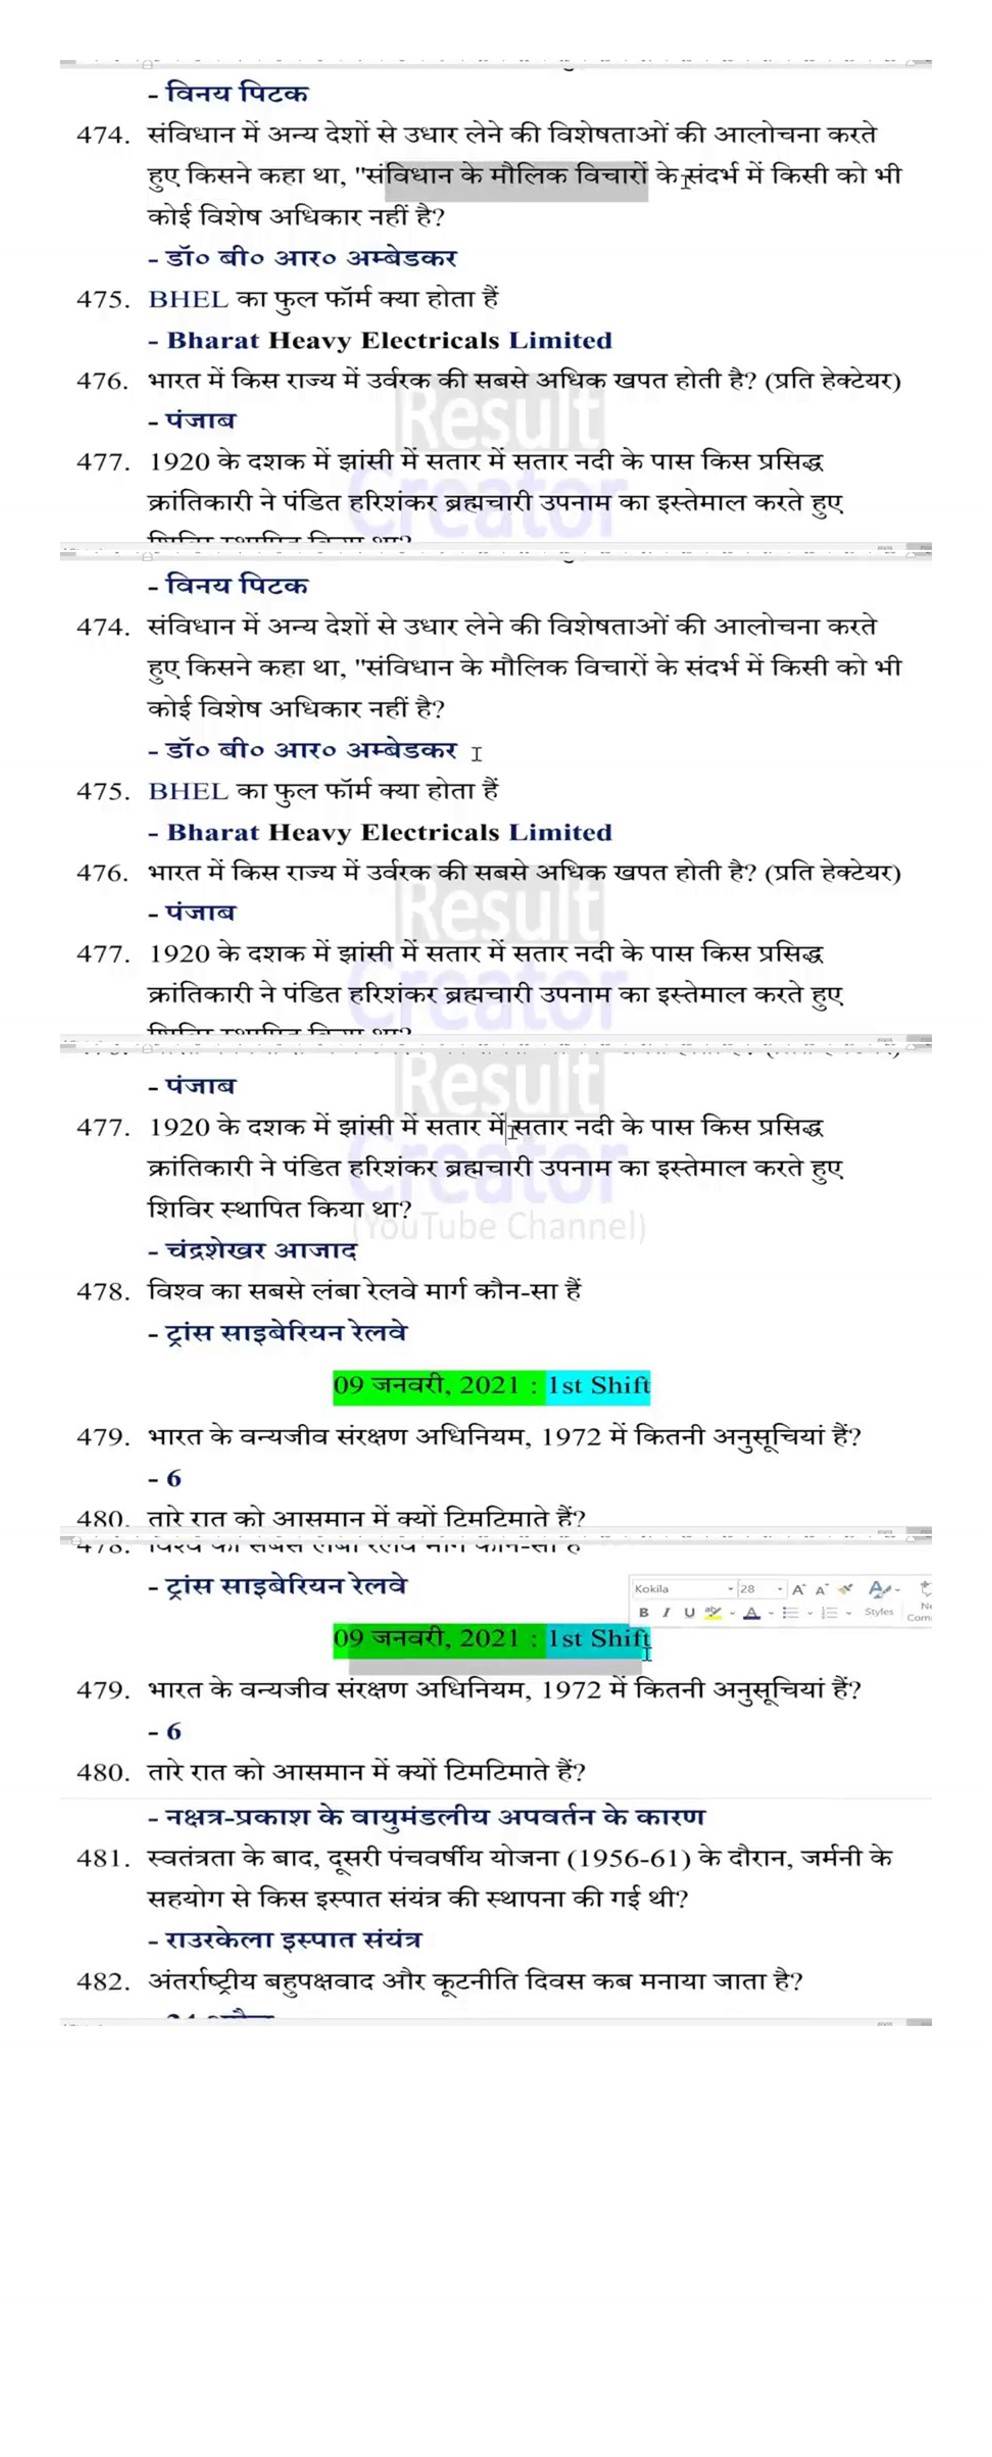 - विनय पिटक
474. संविधान में अन्य देशों से उधार लेने की विशेषताओं की आलोचना करते
हुए किसने कहा था, "संविधान के मौलिक विचारों के संदर्भ में किसी को भी
कोई विशेष अधिकार नहीं है?
- डॉ० बी० आर० अम्बेडकर
475. BHEL का फुल फॉर्म क्या होता हैं
- Bharat Heavy Electricals Limited
476. भारत में किस राज्य में उर्वरक की सबसे अधिक खपत होती है? (प्रति हेक्टेयर)
- पंजाब
Result
477. 1920 के दशक में झांसी में सतार में सतार नदी के पास किस प्रसिद्ध
क्रांतिकारी ने पंडित हरिशंकर ब्रह्मचारी उपनाम का इस्तेमाल करते हुए
Creator
शिविर स्थापित किया था?
- विनय पिटक
474. संविधान में अन्य देशों से उधार लेने की विशेषताओं की आलोचना करते
हुए किसने कहा था, "संविधान के मौलिक विचारों के संदर्भ में किसी को भी
कोई विशेष अधिकार नहीं है?
- डॉ० बी० आर० अम्बेडकर
475. BHEL का फुल फॉर्म क्या होता हैं
- Bharat Heavy Electricals Limited
476. भारत में किस राज्य में उर्वरक की सबसे अधिक खपत होती है? (प्रति हेक्टेयर)
- पंजाब
Result
477. 1920 के दशक में झांसी में सतार में सतार नदी के पास किस प्रसिद्ध
क्रांतिकारी ने पंडित हरिशंकर ब्रह्मचारी उपनाम का इस्तेमाल करते हुए
Creator
शिविर स्थापित किया था?
- पंजाब
Result
477. 1920 के दशक में झांसी में सतार में सतार नदी के पास किस प्रसिद्ध
क्रांतिकारी ने पंडित हरिशंकर ब्रह्मचारी उपनाम का इस्तेमाल करते हुए
Creator
शिविर स्थापित किया था?
(YouTube Channel)
- चंद्रशेखर आजाद
478. विश्व का सबसे लंबा रेलवे मार्ग कौन-सा हैं
- ट्रांस साइबेरियन रेलवे
09 जनवरी, 2021 : 1st Shift
479. भारत के वन्यजीव संरक्षण अधिनियम, 1972 में कितनी अनुसूचियां हैं?
- 6
480. तारे रात को आसमान में क्यों टिमटिमाते हैं?
478. विश्व का सबसे लंबा रेलवे मार्ग कौन-सा हैं
- ट्रांस साइबेरियन रेलवे
Kokila 28
B I U Styles
09 जनवरी, 2021 : 1st Shift
479. भारत के वन्यजीव संरक्षण अधिनियम, 1972 में कितनी अनुसूचियां हैं?
- 6
480. तारे रात को आसमान में क्यों टिमटिमाते हैं?
- नक्षत्र-प्रकाश के वायुमंडलीय अपवर्तन के कारण
481. स्वतंत्रता के बाद, दूसरी पंचवर्षीय योजना (1956-61) के दौरान, जर्मनी के
सहयोग से किस इस्पात संयंत्र की स्थापना की गई थी?
- राउरकेला इस्पात संयंत्र
482. अंतर्राष्ट्रीय बहुपक्षवाद और कूटनीति दिवस कब मनाया जाता है?